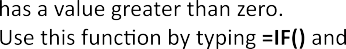 has a value greater than zero.
Use this function by typing =IF() and